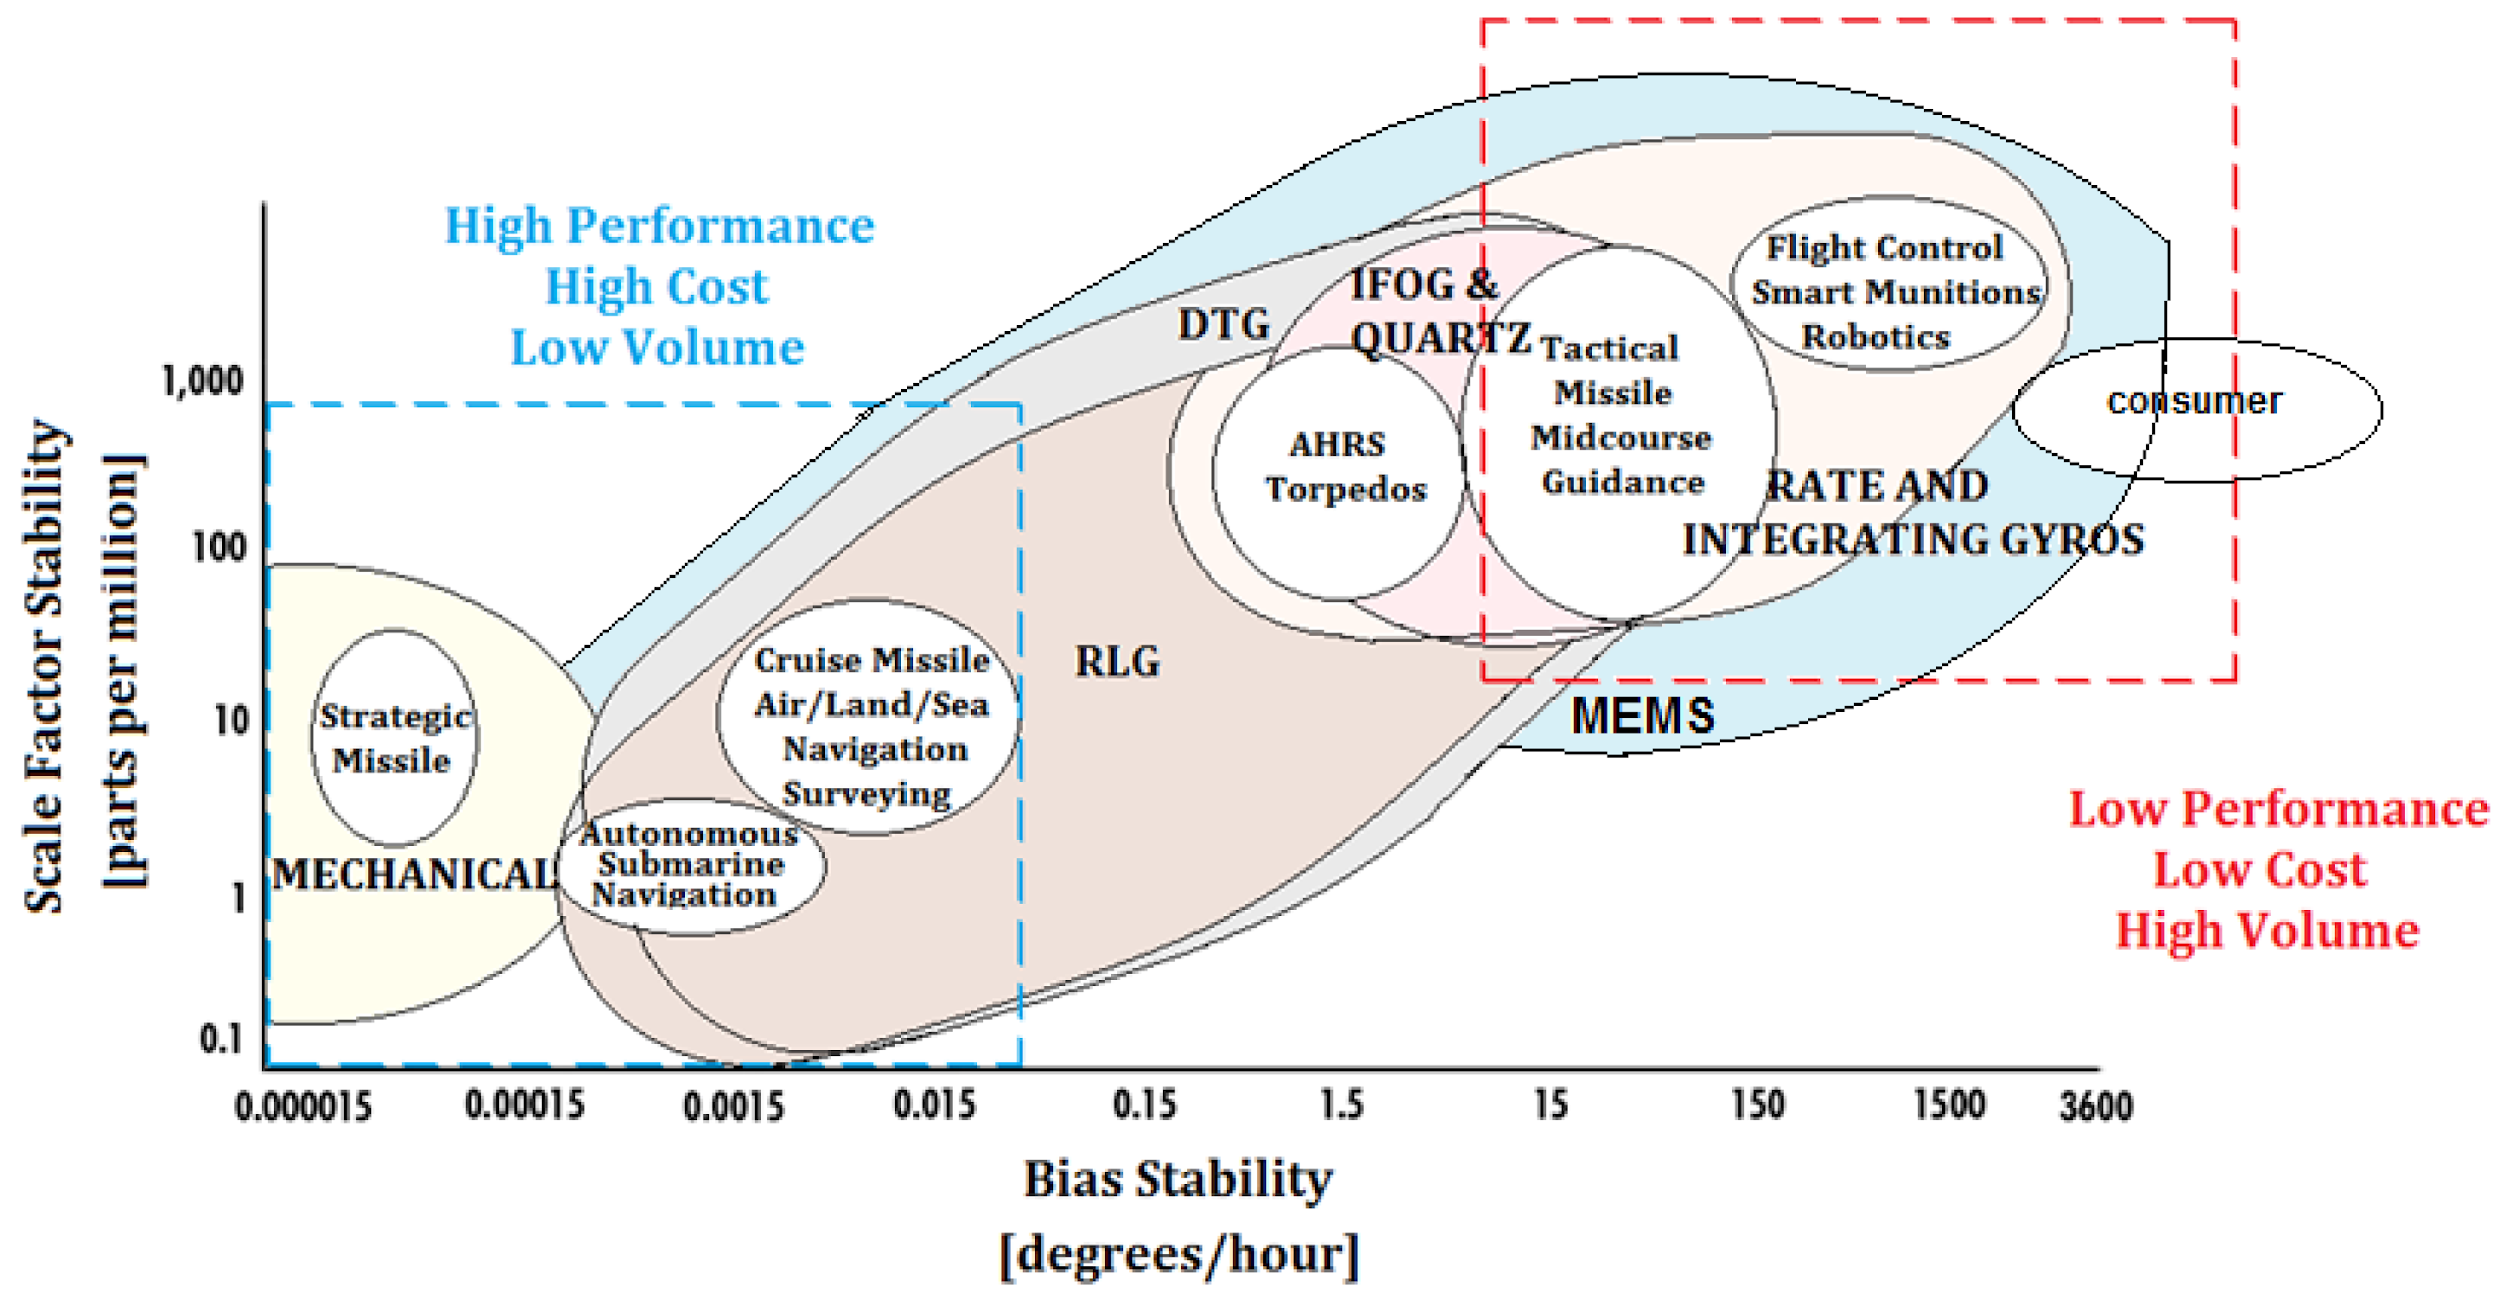 High Performance
High Cost
Low Volume
Scale Factor Stability
[parts per million]
1,000
100
10
1
0.1
DTG
IFOG &
QUARTZ
Flight Control
Smart Munitions
Robotics
Tactical
Missile
Midcourse
Guidance
consumer
AHRS
Torpedos
RATE AND
INTEGRATING GYROS
RLG
Cruise Missile
Air/Land/Sea
Navigation
Surveying
Strategic
Missile
MEMS
MECHANICAL
Autonomous
Submarine
Navigation
Low Performance
Low Cost
High Volume
0.000015
0.00015
0.0015
0.015
0.15
1.5
15
150
1500
3600
Bias Stability
[degrees/hour]